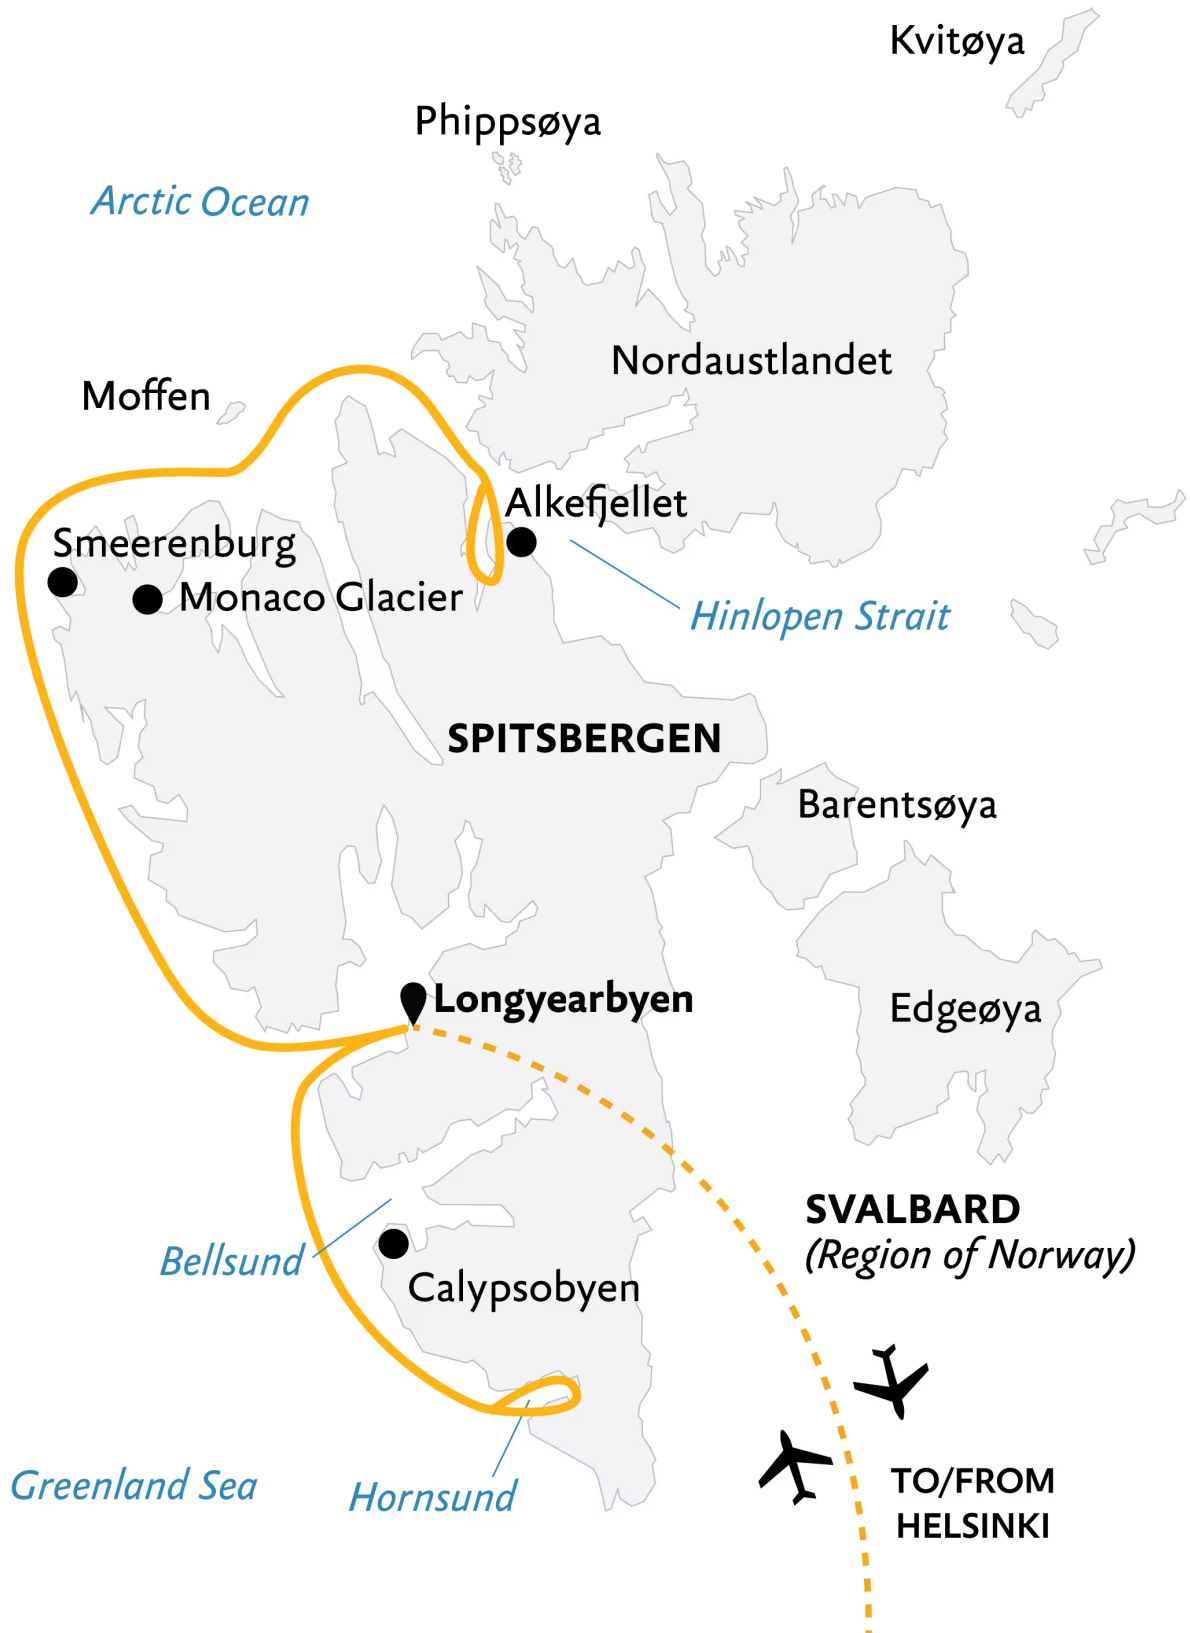 Kvitøya
Phippsøya
Arctic Ocean
Nordaustlandet
Moffen
Alkefjellet
Smeerenburg
Monaco Glacier
Hinlopen Strait
SPITSBERGEN
Barentsøya
Longyearbyen
Edgeøya
SVALBARD
(Region of Norway)
Bellsund
Calypsobyen
Greenland Sea
Hornsund
TO/FROM
HELSINKI